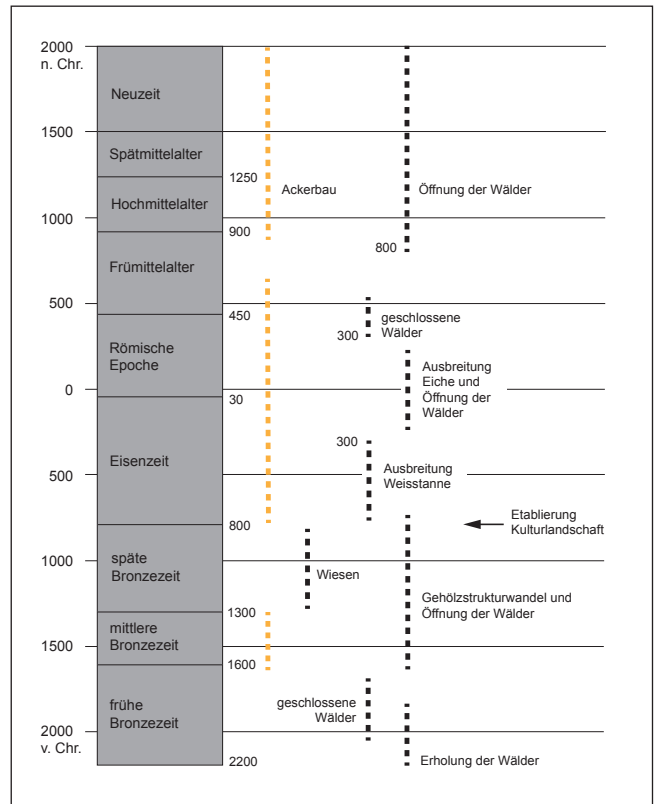 2000
n. Chr.
Neuzeit
1500
Spätmittelalter
1250
Ackerbau
Öffnung der Wälder
Hochmittelalter
1000
900
800
Frümittelalter
500
450
geschlossene
Wälder
300
Römische
Epoche
Ausbreitung
Eiche und
Öffnung der
Wälder
0
30
300
Eisenzeit
Ausbreitung
Weisstanne
500
800
Etablierung
Kulturlandschaft
1000
späte
Bronzezeit
Wiesen
Gehölzstrukturwandel und
Öffnung der Wälder
1300
mittlere
Bronzezeit
1500
1600
frühe
Bronzezeit
geschlossene
Wälder
2000
v. Chr.
2200
Erholung der Wälder